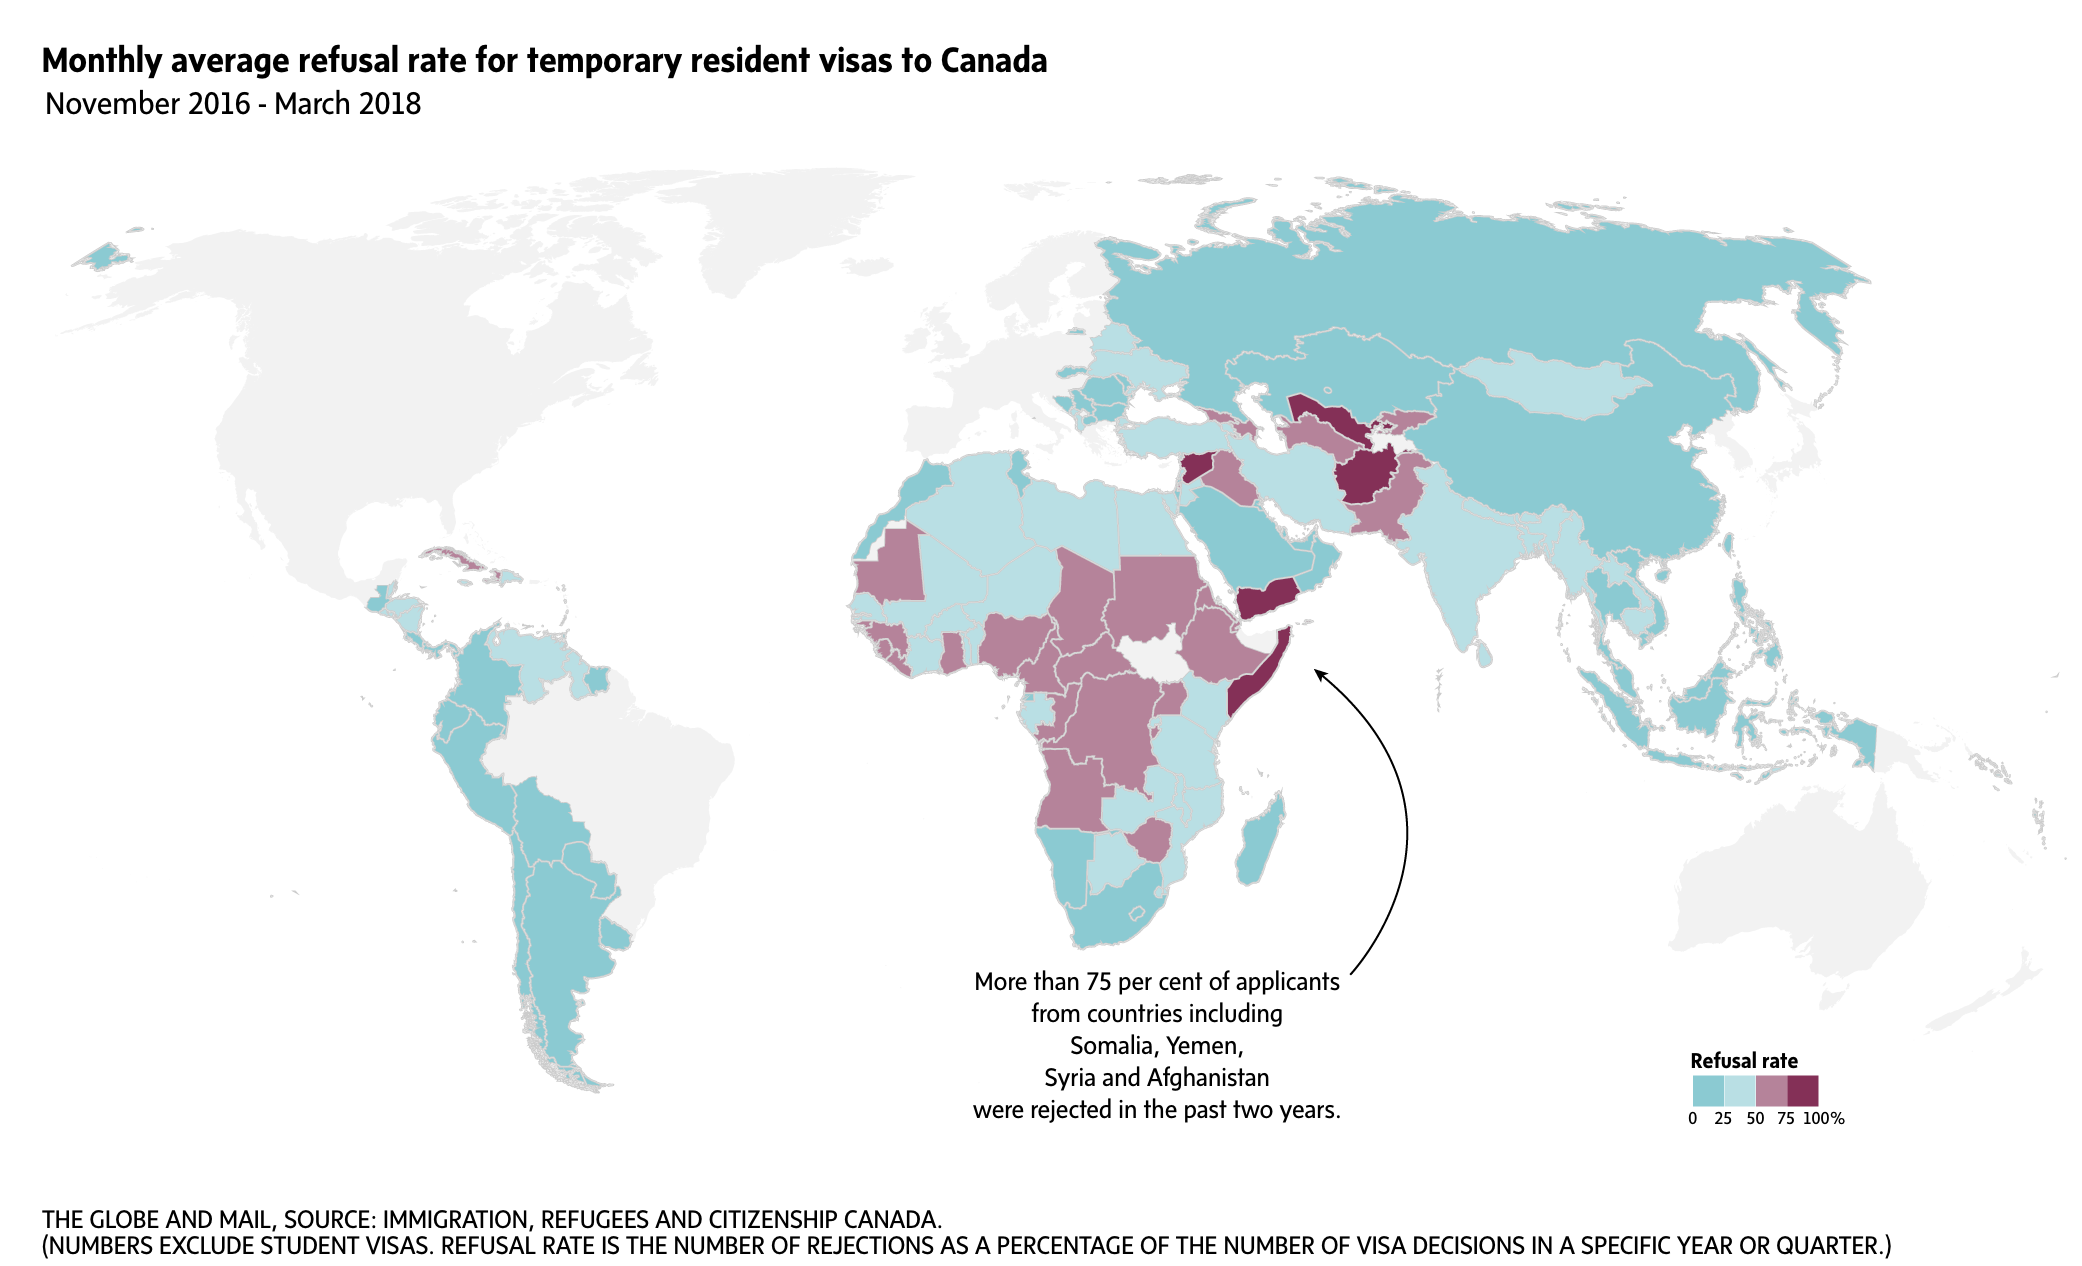 Monthly average refusal rate for temporary resident visas to Canada
November 2016 - March 2018
More than 75 per cent of applicants
from countries including
Somalia, Yemen,
Syria and Afghanistan
were rejected in the past two years.
Refusal rate
0 25 50 75 100%
THE GLOBE AND MAIL, SOURCE: IMMIGRATION, REFUGEES AND CITIZENSHIP CANADA.
(NUMBERS EXCLUDE STUDENT VISAS. REFUSAL RATE IS THE NUMBER OF REJECTIONS AS A PERCENTAGE OF THE NUMBER OF VISA DECISIONS IN A SPECIFIC YEAR OR QUARTER.)